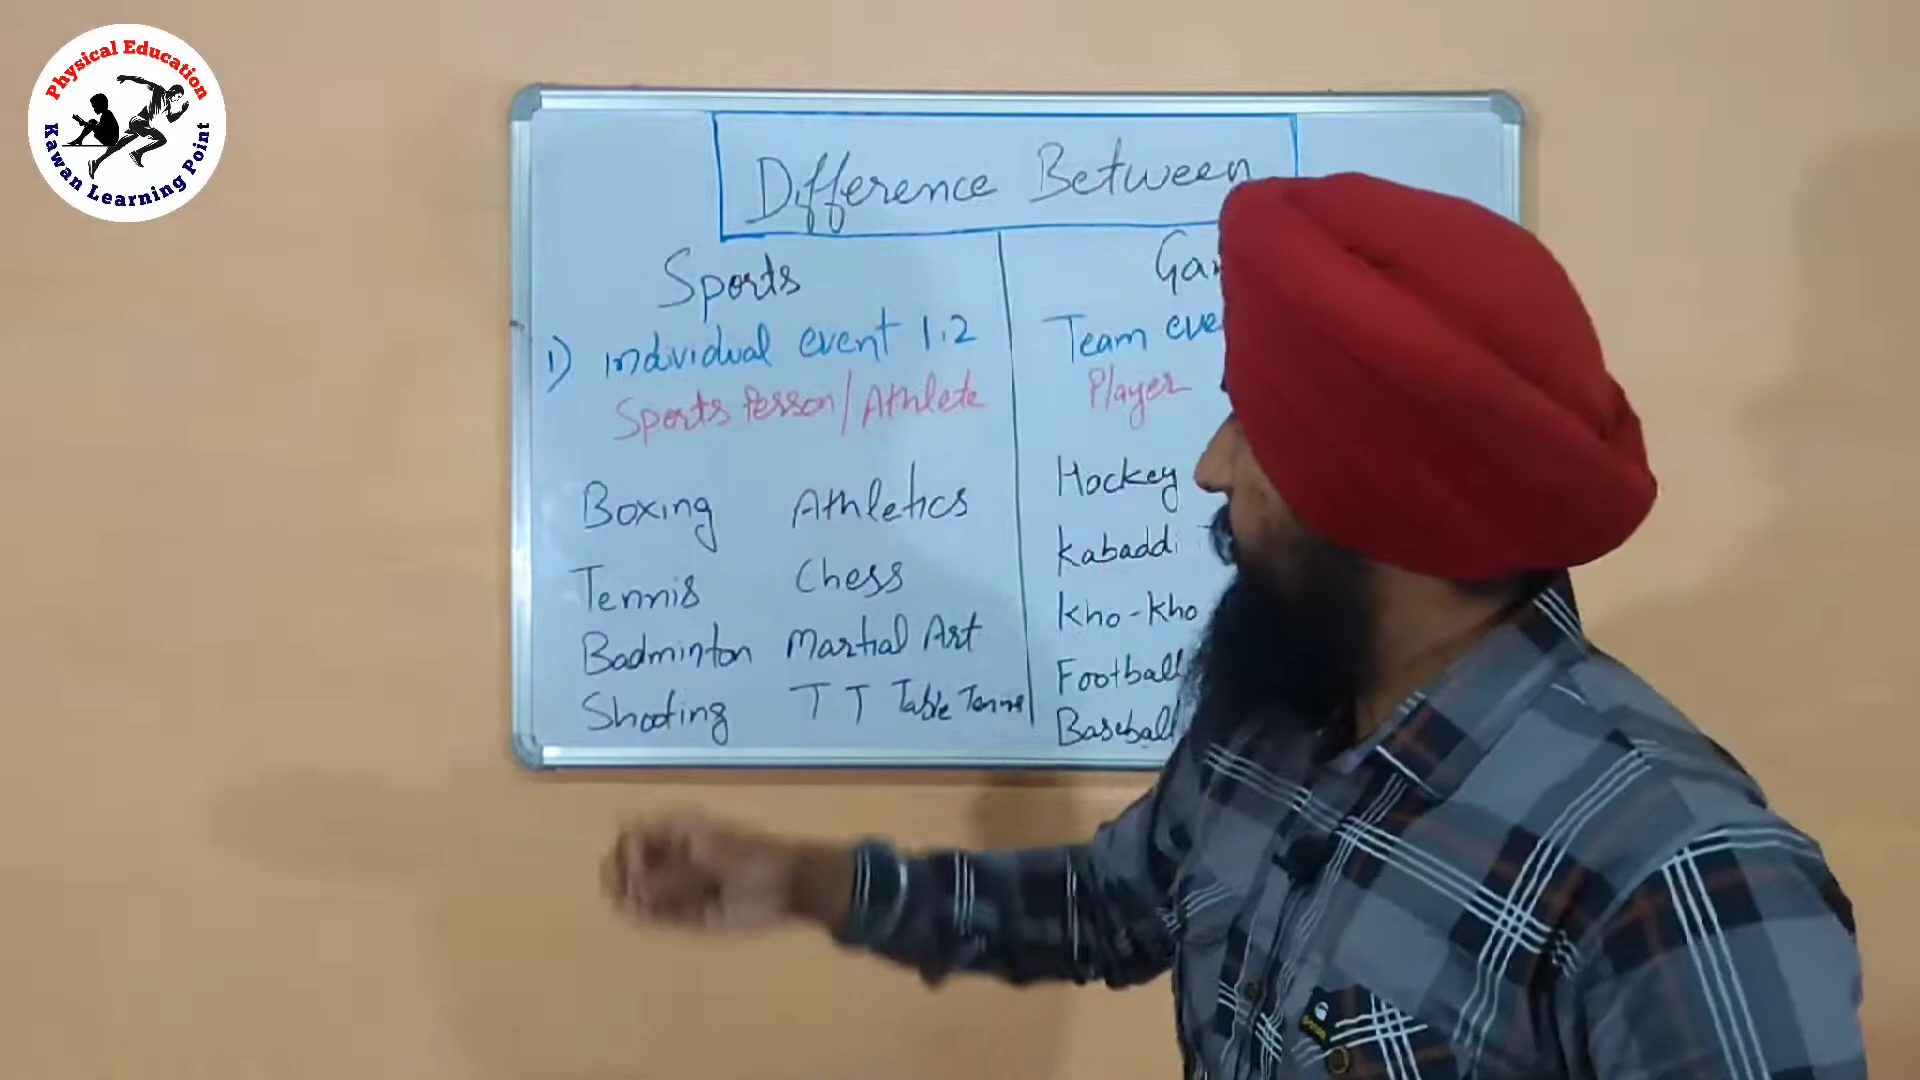 Physical Education
Kawan Learning Point
Difference Between
Sports
1) individual event 1.2
Sports Person/Athlete
Boxing Athletics
Tennis Chess
Badminton Martial Art
Shooting T T Table Tennis
Team
Player
Hockey
Kabaddi
Kho-Kho
Football
Baseball